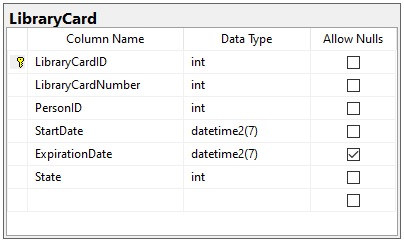 LibraryCard
Column Name Data Type Allow Nulls
LibraryCardID int
LibraryCardNumber int
PersonID int
StartDate datetime2(7)
ExpirationDate datetime2(7)
State int